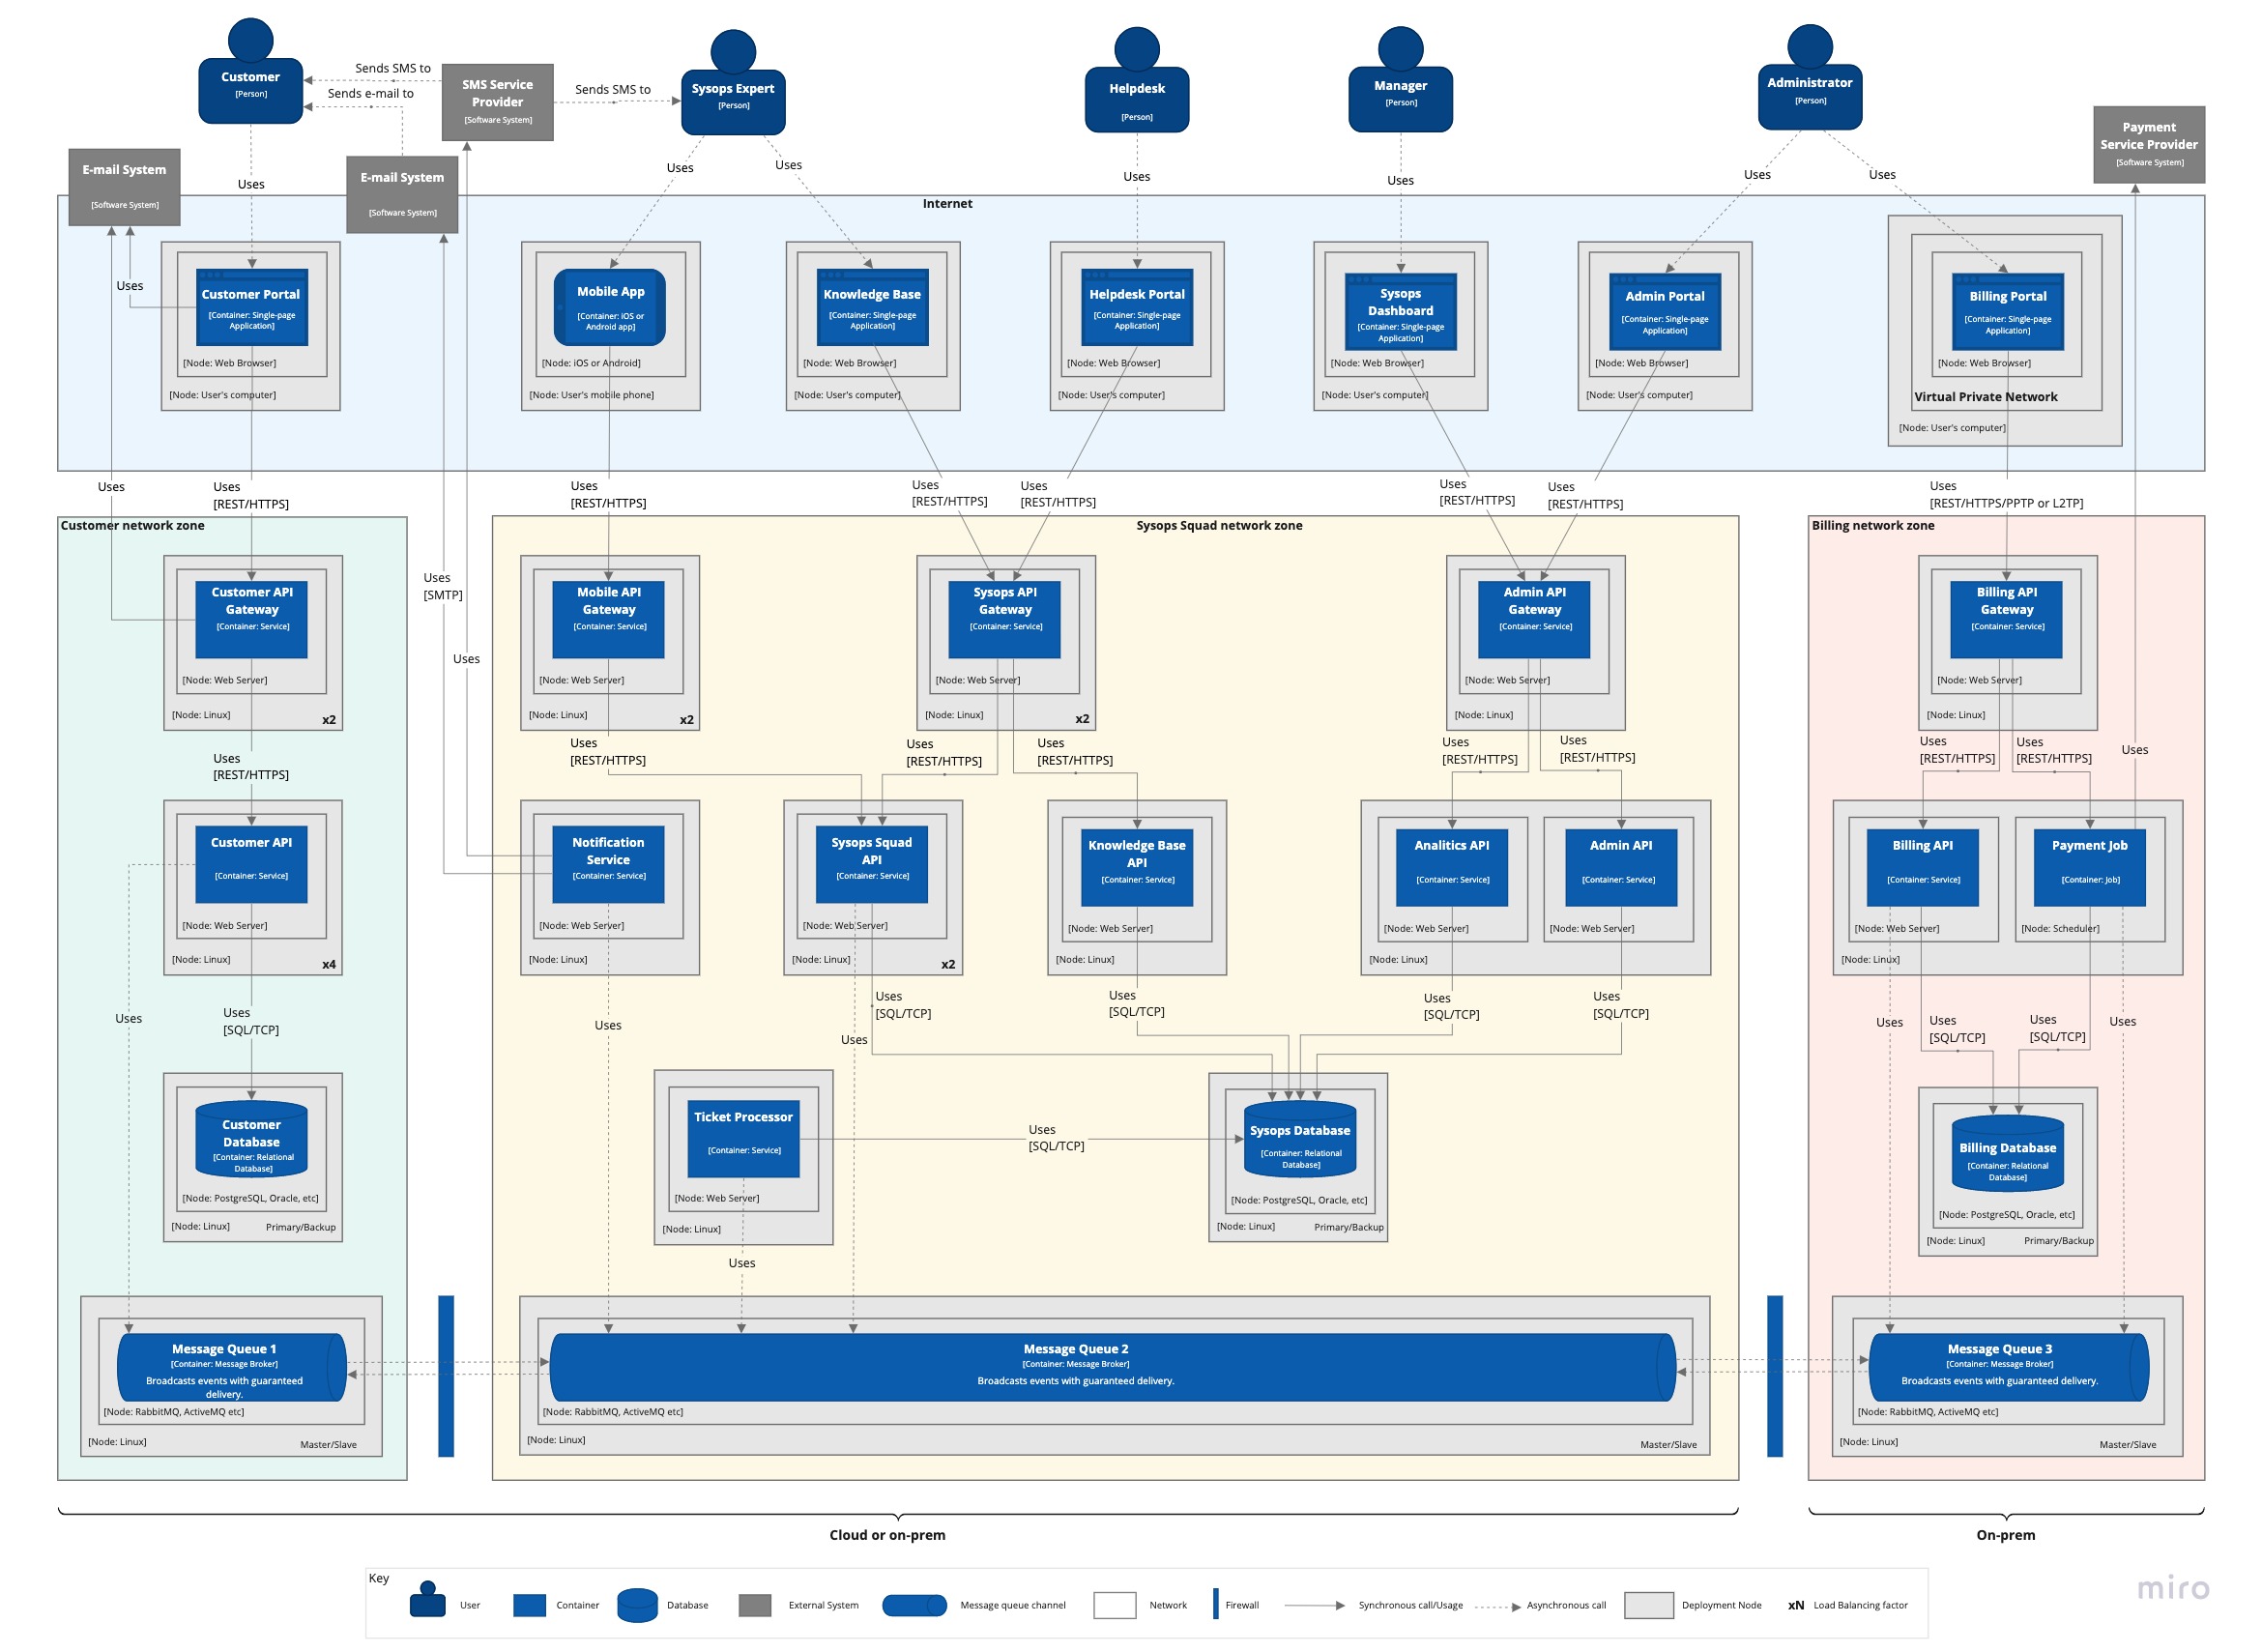 Customer
[Person]
Sends SMS to
Sends e-mail to
SMS Service
Provider
[Software System]
Sends SMS to
Sysops Expert
[Person]
Helpdesk
[Person]
Manager
[Person]
Administrator
[Person]
Payment
Service Provider
[Software System]
E-mail System
[Software System]
E-mail System
[Software System]
Uses
Uses
Uses
Uses
Uses
Uses
Uses
Internet
Uses
Customer Portal
[Container: Single-page
Application]
[Node: Web Browser]
[Node: User's computer]
Mobile App
[Container: iOS or
Android app]
[Node: iOS or Android]
[Node: User's mobile phone]
Knowledge Base
[Container: Single-page
Application]
[Node: Web Browser]
[Node: User's computer]
Helpdesk Portal
[Container: Single-page
Application]
[Node: Web Browser]
[Node: User's computer]
Sysops
Dashboard
[Container: Single-page
Application]
[Node: Web Browser]
[Node: User's computer]
Admin Portal
[Container: Single-page
Application]
[Node: Web Browser]
[Node: User's computer]
Billing Portal
[Container: Single-page
Application]
[Node: Web Browser]
Virtual Private Network
[Node: User's computer]
Uses
Uses
[REST/HTTPS]
Uses
[REST/HTTPS]
Uses
[REST/HTTPS]
Uses
[REST/HTTPS]
Uses
[REST/HTTPS]
Uses
[REST/HTTPS]
Uses
[REST/HTTPS/PPTP or L2TP]
Customer network zone
Customer API
Gateway
[Container: Service]
[Node: Web Server]
[Node: Linux]
x2
Uses
[REST/HTTPS]
Customer API
[Container: Service]
[Node: Web Server]
[Node: Linux]
x4
Uses
Uses
[SQL/TCP]
Customer
Database
[Container: Relational
Database]
[Node: PostgreSQL, Oracle, etc]
[Node: Linux]
Primary/Backup
Message Queue 1
[Container: Message Broker]
Broadcasts events with guaranteed
delivery.
[Node: RabbitMQ, ActiveMQ etc]
[Node: Linux]
Master/Slave
Uses
[SMTP]
Uses
Sysops Squad network zone
Mobile API
Gateway
[Container: Service]
[Node: Web Server]
[Node: Linux]
x2
Sysops API
Gateway
[Container: Service]
[Node: Web Server]
[Node: Linux]
x2
Admin API
Gateway
[Container: Service]
[Node: Web Server]
[Node: Linux]
Uses
[REST/HTTPS]
Uses
[REST/HTTPS]
Uses
[REST/HTTPS]
Uses
[REST/HTTPS]
Uses
[REST/HTTPS]
Notification
Service
[Container: Service]
[Node: Web Server]
[Node: Linux]
Sysops Squad
API
[Container: Service]
[Node: Web Server]
[Node: Linux]
x2
Knowledge Base
API
[Container: Service]
[Node: Web Server]
[Node: Linux]
Analitics API
[Container: Service]
[Node: Web Server]
Admin API
[Container: Service]
[Node: Web Server]
[Node: Linux]
Uses
Uses
Uses
[SQL/TCP]
Uses
[SQL/TCP]
Uses
[SQL/TCP]
Uses
[SQL/TCP]
Ticket Processor
[Container: Service]
[Node: Web Server]
[Node: Linux]
Uses
[SQL/TCP]
Uses
Sysops Database
[Container: Relational
Database]
[Node: PostgreSQL, Oracle, etc]
[Node: Linux]
Primary/Backup
Message Queue 2
[Container: Message Broker]
Broadcasts events with guaranteed delivery.
[Node: RabbitMQ, ActiveMQ etc]
[Node: Linux]
Master/Slave
Billing network zone
Billing API
Gateway
[Container: Service]
[Node: Web Server]
[Node: Linux]
Uses
[REST/HTTPS]
Uses
[REST/HTTPS]
Uses
Billing API
[Container: Service]
[Node: Web Server]
[Node: Linux]
Payment Job
[Container: Job]
[Node: Scheduler]
Uses
Uses
[SQL/TCP]
Uses
[SQL/TCP]
Uses
Billing Database
[Container: Relational
Database]
[Node: PostgreSQL, Oracle, etc]
[Node: Linux]
Primary/Backup
Message Queue 3
[Container: Message Broker]
Broadcasts events with guaranteed delivery.
[Node: RabbitMQ, ActiveMQ etc]
[Node: Linux]
Master/Slave
Cloud or on-prem
On-prem
Key
User
Container
Database
External System
Message queue channel
Network
Firewall
Synchronous call/Usage
Asynchronous call
Deployment Node
xN
Load Balancing factor
miro